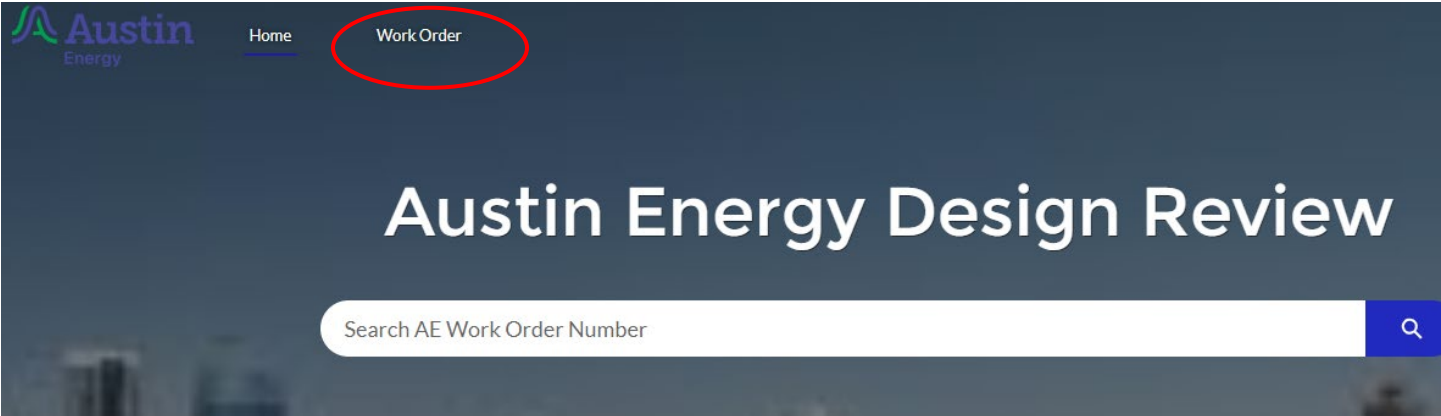 Austin
Energy
Home
Work Order
Austin Energy Design Review
Search AE Work Order Number